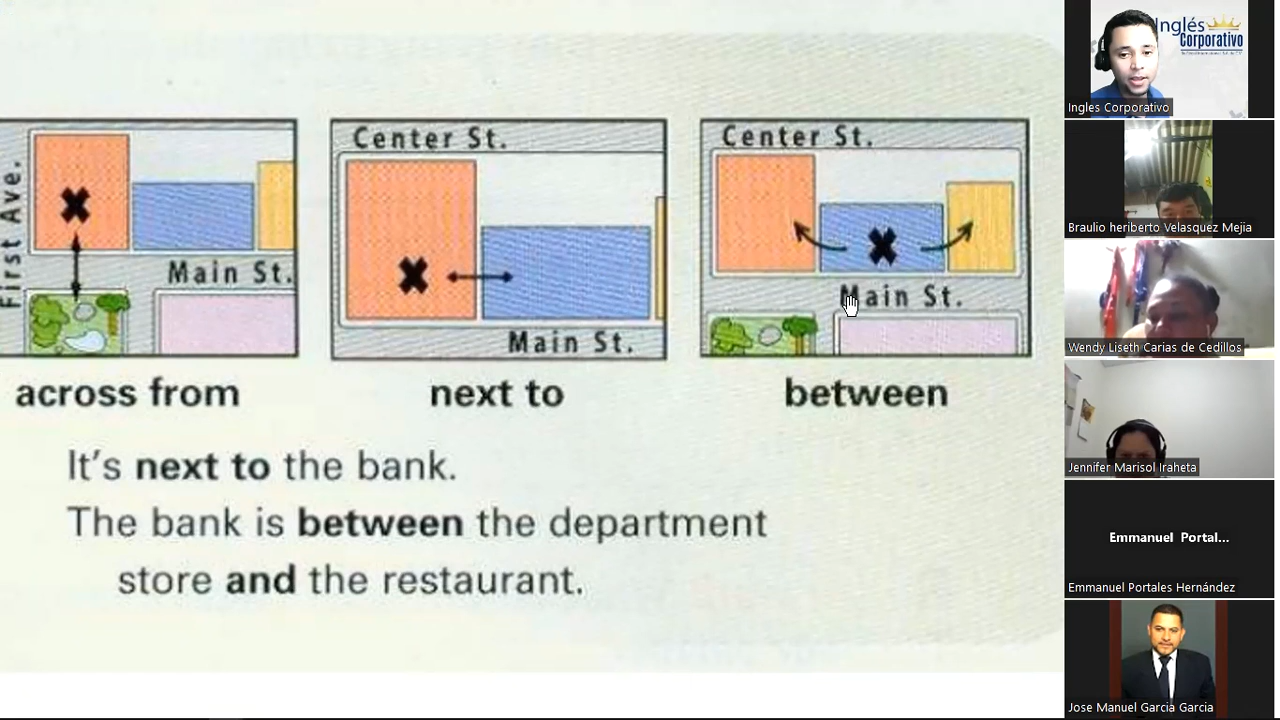 First Ave.
Main St.
Center St.
Main St.
Center St.
Main St.
across from
next to
between
It's next to the bank.
The bank is between the department
store and the restaurant.
Inglés
Corporativo
Ingles Corporativo
Braulio heriberto Velasquez Mejia
Wendy Liseth Carias de Cedillos
Jennifer Marisol Iraheta
Emmanuel Portal...
Emmanuel Portales Hernández
Jose Manuel Garcia Garcia